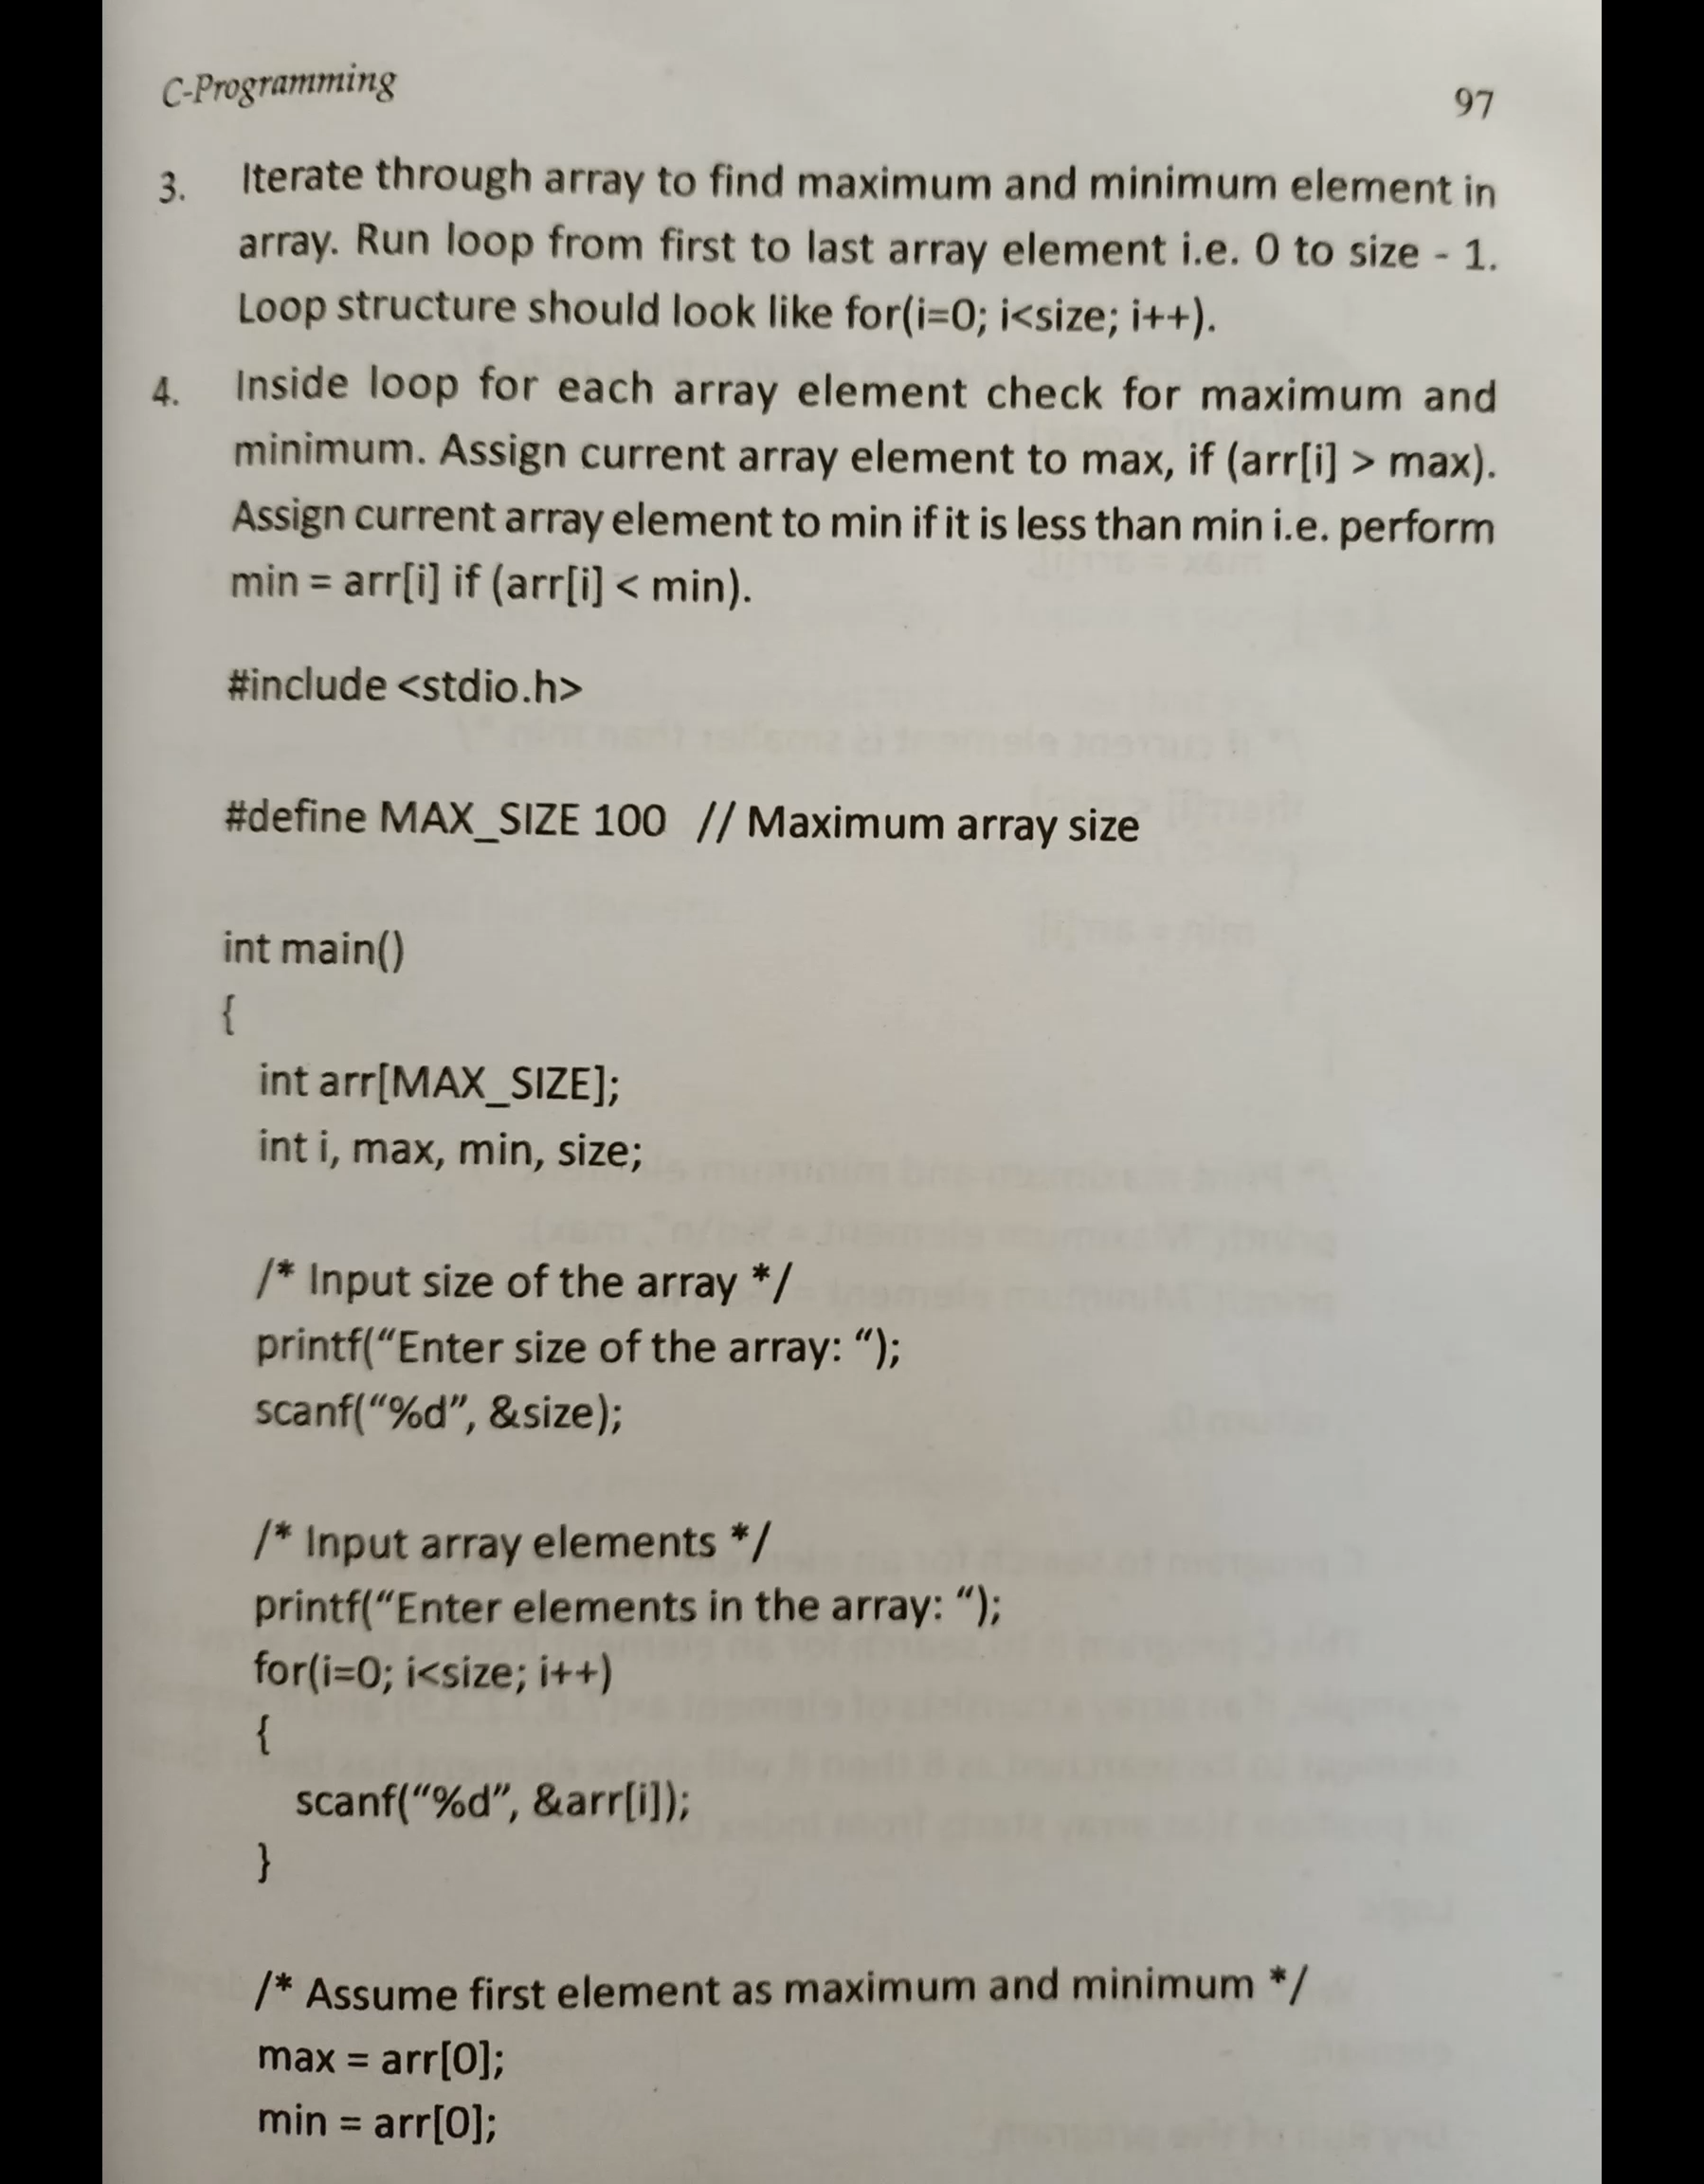 C-Programming
97
3. Iterate through array to find maximum and minimum element in
array. Run loop from first to last array element i.e. 0 to size - 1.
Loop structure should look like for(i=0; i<size; i++).
4. Inside loop for each array element check for maximum and
minimum. Assign current array element to max, if (arr[i] > max).
Assign current array element to min if it is less than min i.e. perform
min = arr[i] if (arr[i] < min).
#include <stdio.h>
#define MAX_SIZE 100 // Maximum array size
int main()
{
int arr[MAX_SIZE];
int i, max, min, size;
/* Input size of the array */
printf(“Enter size of the array: “);
scanf(“%d”, &size);
/* Input array elements */
printf(“Enter elements in the array: “);
for(i=0; i<size; i++)
{
scanf(“%d”, &arr[i]);
}
/* Assume first element as maximum and minimum */
max = arr[0];
min = arr[0];